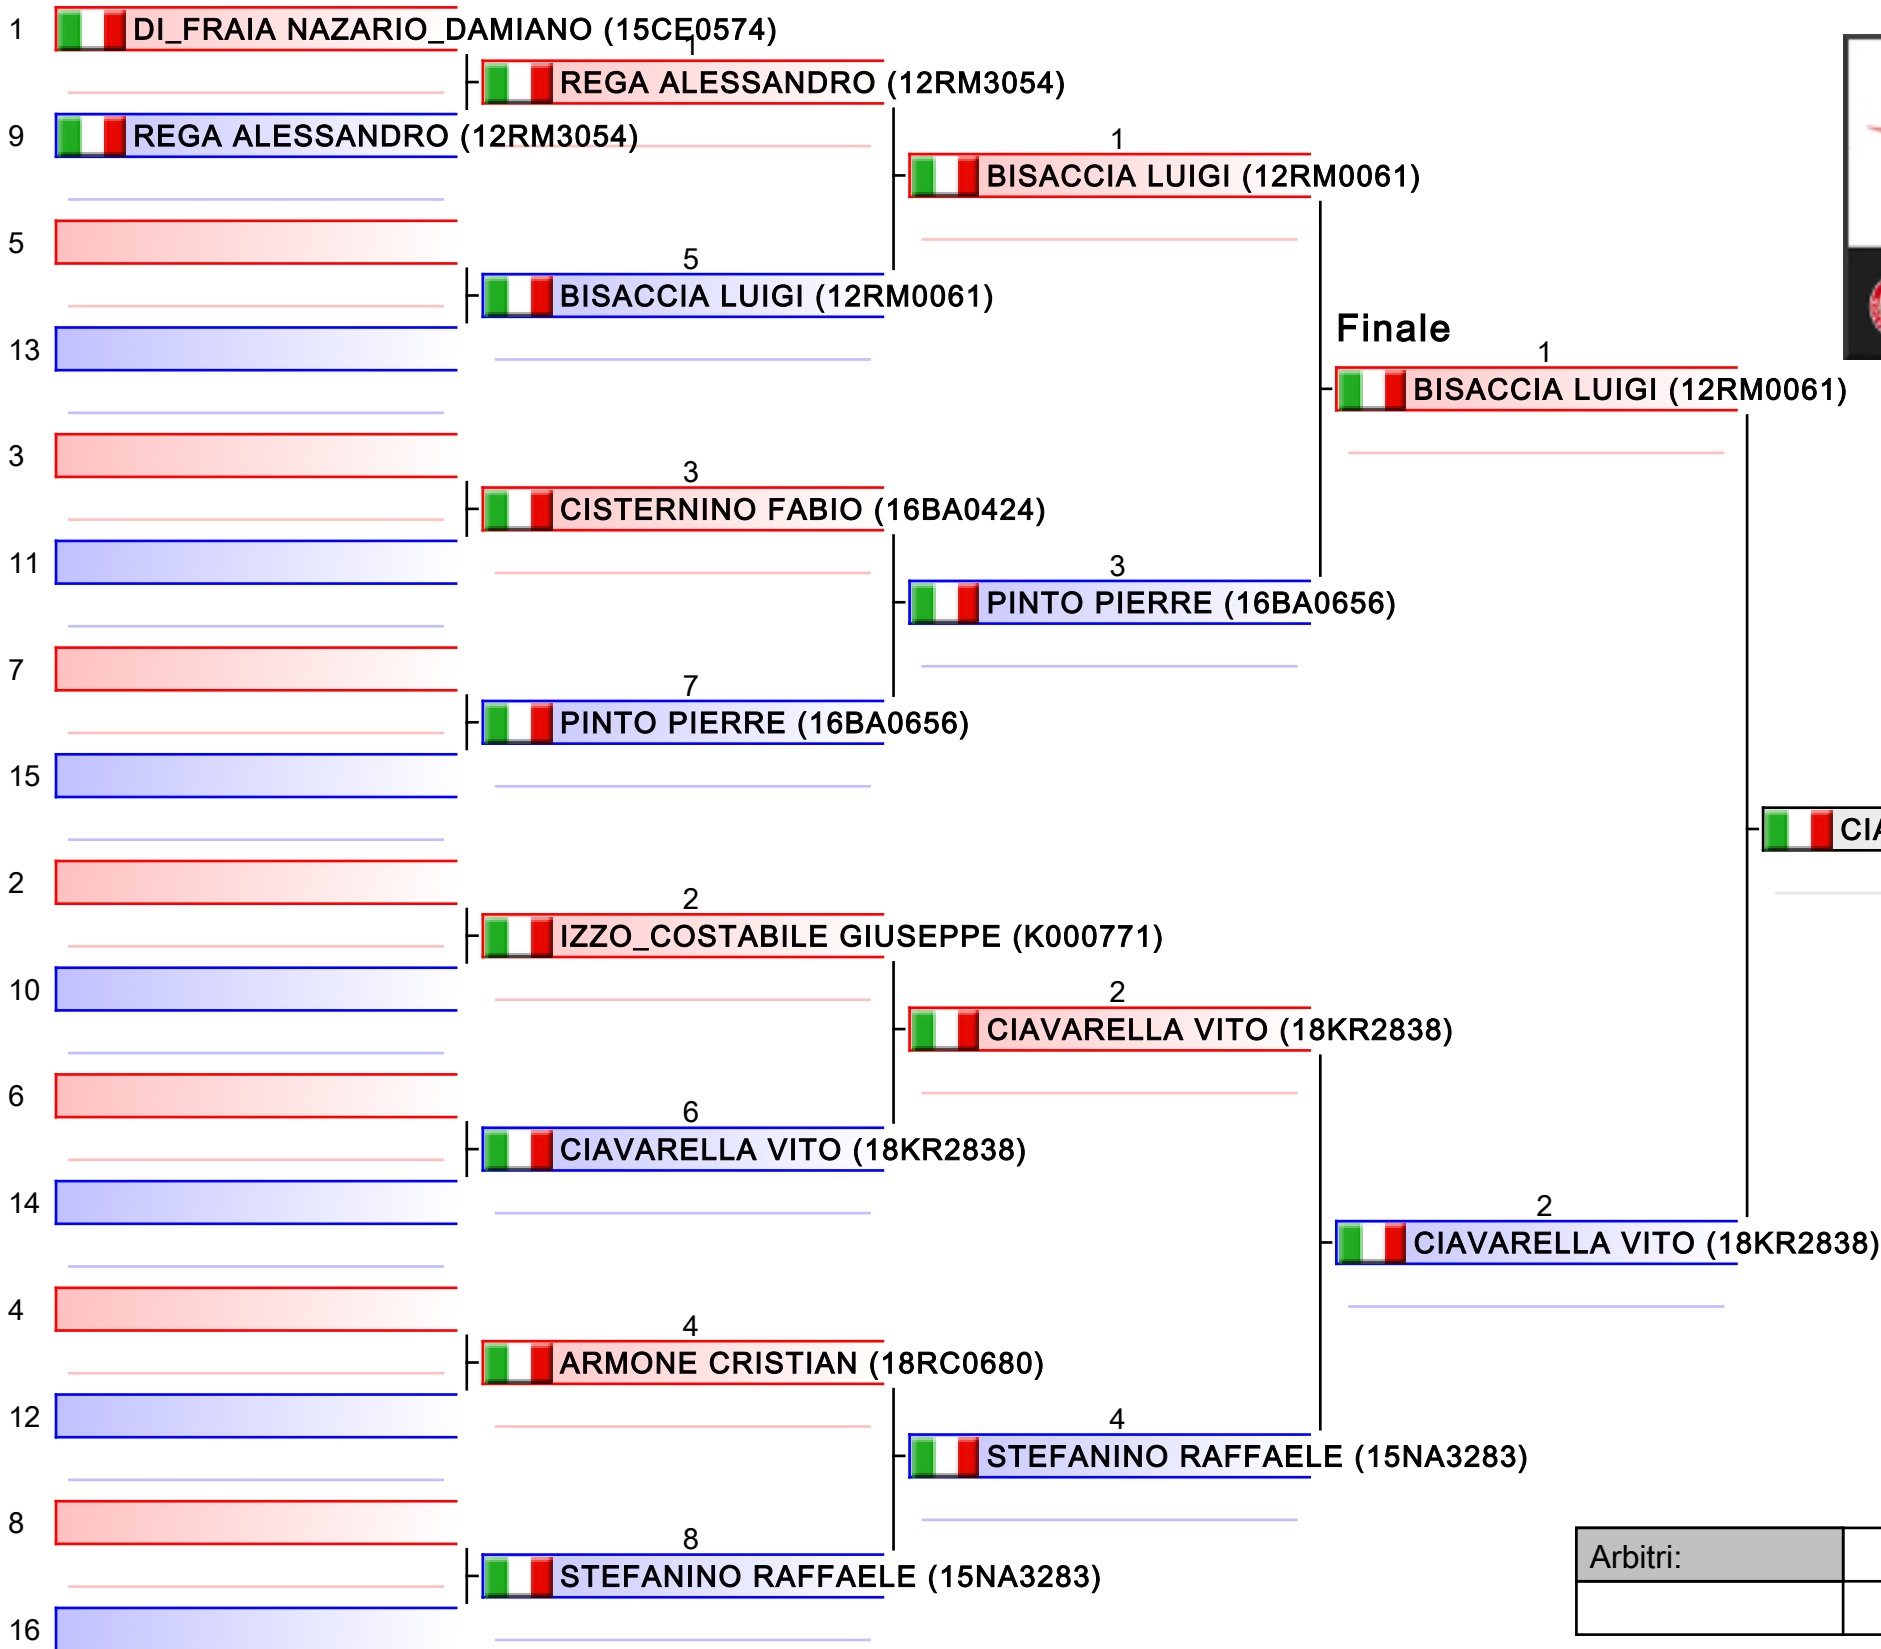 1
DI_FRAIA NAZARIO_DAMIANO (15CE0574)
1
REGA ALESSANDRO (12RM3054)
9
REGA ALESSANDRO (12RM3054)
1
BISACCIA LUIGI (12RM0061)
5
5
BISACCIA LUIGI (12RM0061)
13
Finale
1
BISACCIA LUIGI (12RM0061)
3
3
CISTERNINO FABIO (16BA0424)
11
3
PINTO PIERRE (16BA0656)
7
7
PINTO PIERRE (16BA0656)
15
CIA
2
2
IZZO_COSTABILE GIUSEPPE (K000771)
10
2
CIAVARELLA VITO (18KR2838)
6
6
CIAVARELLA VITO (18KR2838)
14
2
CIAVARELLA VITO (18KR2838)
4
4
ARMONE CRISTIAN (18RC0680)
12
4
STEFANINO RAFFAELE (15NA3283)
8
8
STEFANINO RAFFAELE (15NA3283)
16
Arbitri: